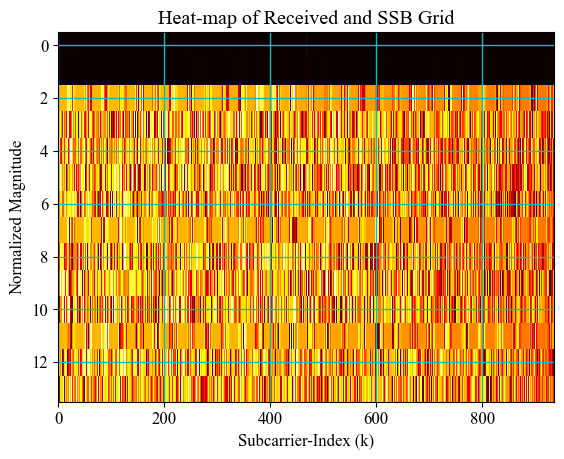 Heat-map of Received and SSB Grid
0
2
4
6
8
10
12
Normalized Magnitude
0 200 400 600 800
Subcarrier-Index (k)